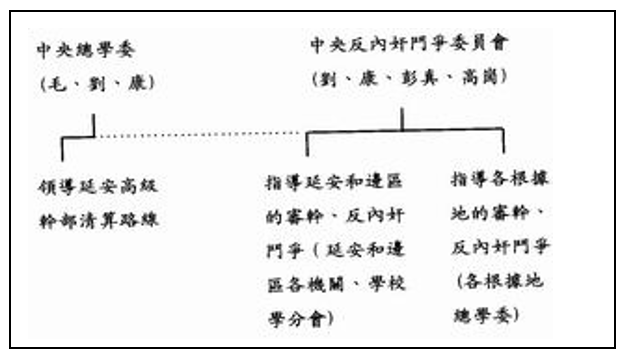 中央總學委
(毛、劉、康)
中央反內奸鬥爭委員會
(劉、康、彭真、高崗)
領導延安高級
幹部清算路線
指導延安和邊區
的審幹、反內奸
鬥爭(延安和邊
區各機關、學校
學分會)
指導各根據
地的審幹、
反內奸鬥爭
(各根據地
總學委)